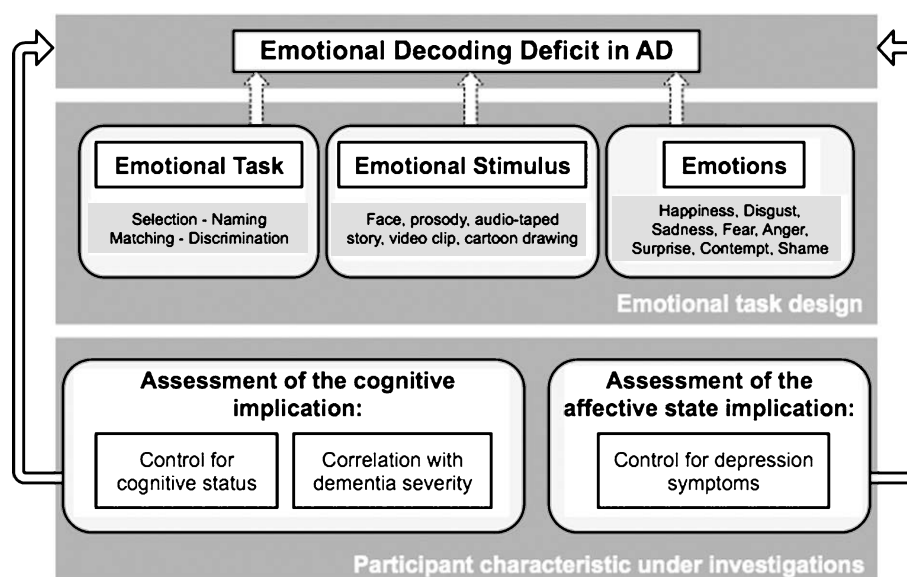 Emotional Decoding Deficit in AD
Emotional Task
Selection - Naming
Matching - Discrimination
Emotional Stimulus
Face, prosody, audio-taped
story, video clip, cartoon drawing
Emotions
Happiness, Disgust,
Sadness, Fear, Anger,
Surprise, Contempt, Shame
Emotional task design
Assessment of the cognitive
implication:
Control for
cognitive status
Correlation with
dementia severity
Assessment of the
affective state implication:
Control for depression
symptoms
Participant characteristic under investigations